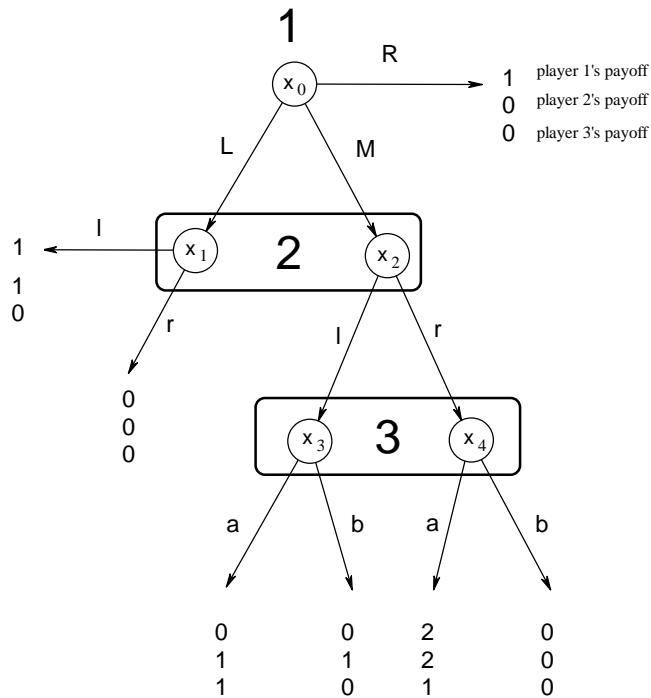 1
R
x0
1 player 1's payoff
0 player 2's payoff
0 player 3's payoff
L M
l x1 2 x2
1
1
0
r l r
0
0
0
x3 3 x4
a b a b
0 0 2 0
1 1 2 0
1 0 1 0